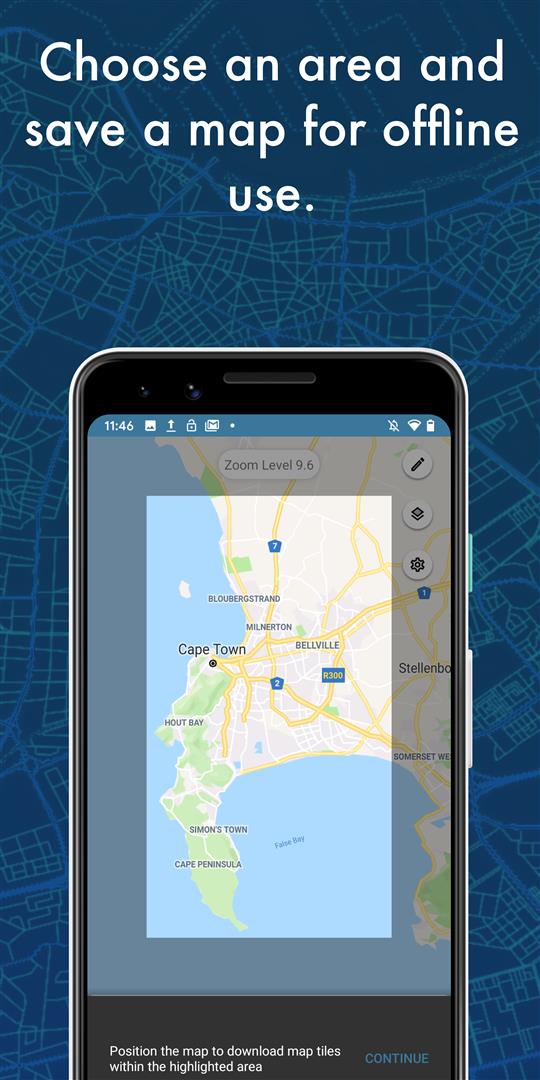 Choose an area and
save a map for offline
use.
11:46
Zoom Level 9.6
7
1
BLOUBERGSTRAND
MILNERTON
BELLVILLE
Cape Town
Stellenbo
R300
2
HOUT BAY
SOMERSET WE
SIMON'S TOWN
False Bay
CAPE PENINSULA
Position the map to download map tiles
within the highlighted area
CONTINUE